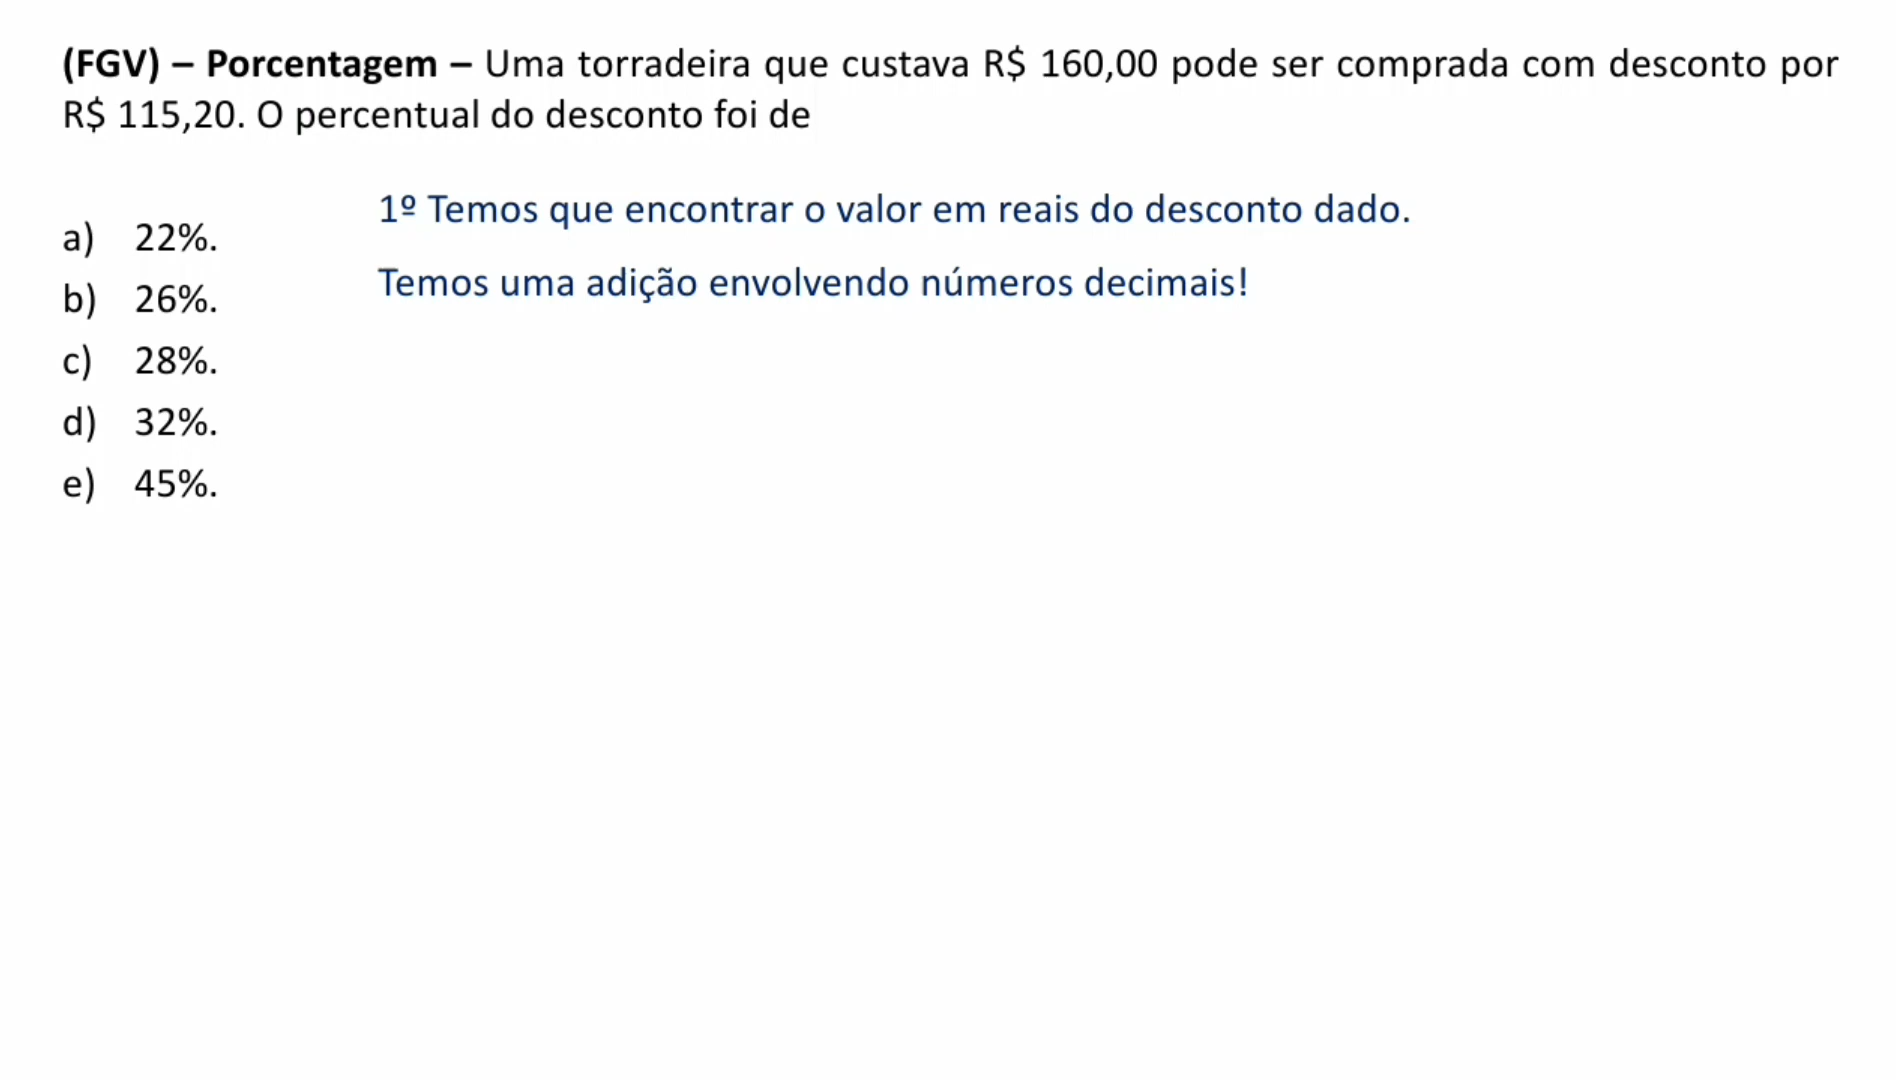 (FGV) – Porcentagem – Uma torradeira que custava R$ 160,00 pode ser comprada com desconto por
R$ 115,20. O percentual do desconto foi de
1º Temos que encontrar o valor em reais do desconto dado.
a) 22%.
Temos uma adição envolvendo números decimais!
b) 26%.
c) 28%.
d) 32%.
e) 45%.